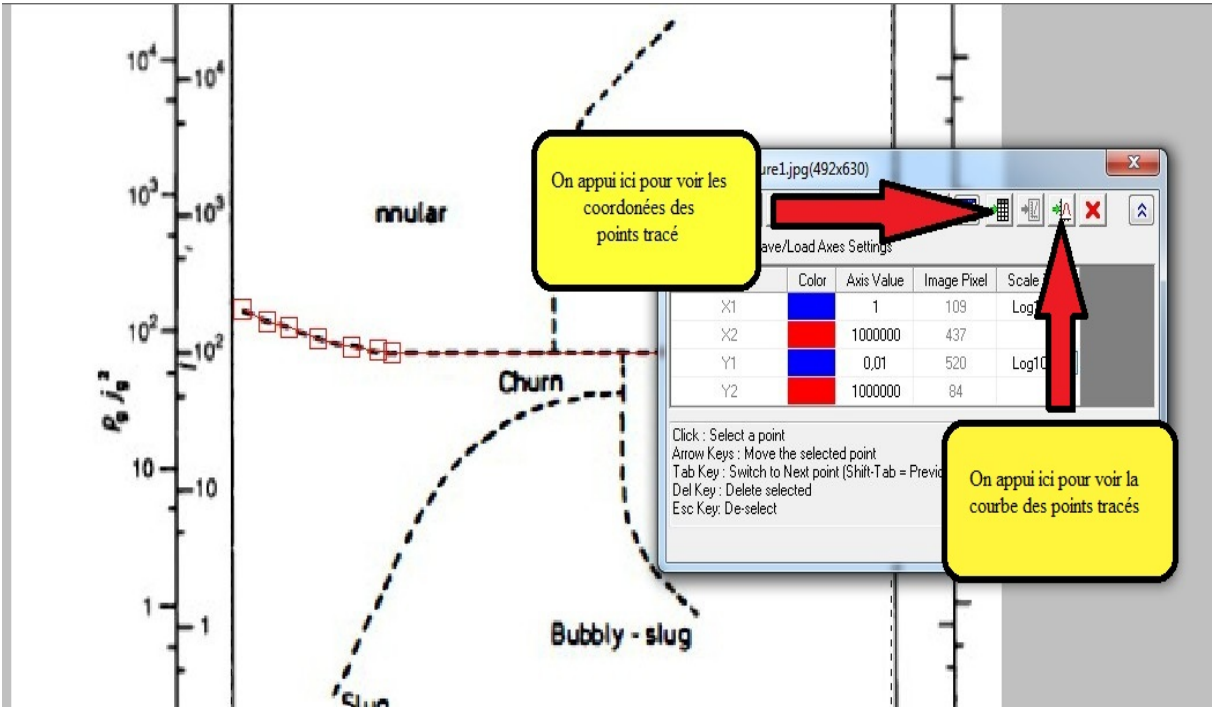 10⁴
10⁴
10³
10³
10²
10²
10
10
1
1
ρg jg²
nnular
Churn
Bubbly - slug
On appui ici pour voir les
coordonées des
points tracé
ure1.jpg(492x630)
ave/Load Axes Settings
Color Axis Value Image Pixel Scale
X1 1 109
X2 1000000 437
Y1 0,01 520 Log10
Y2 1000000 84
Click : Select a point
Arrow Keys : Move the selected point
Tab Key : Switch to Next point (Shift-Tab =
Del Key : Delete selected
Esc Key: De-select
On appui ici pour voir la
courbe des points tracés